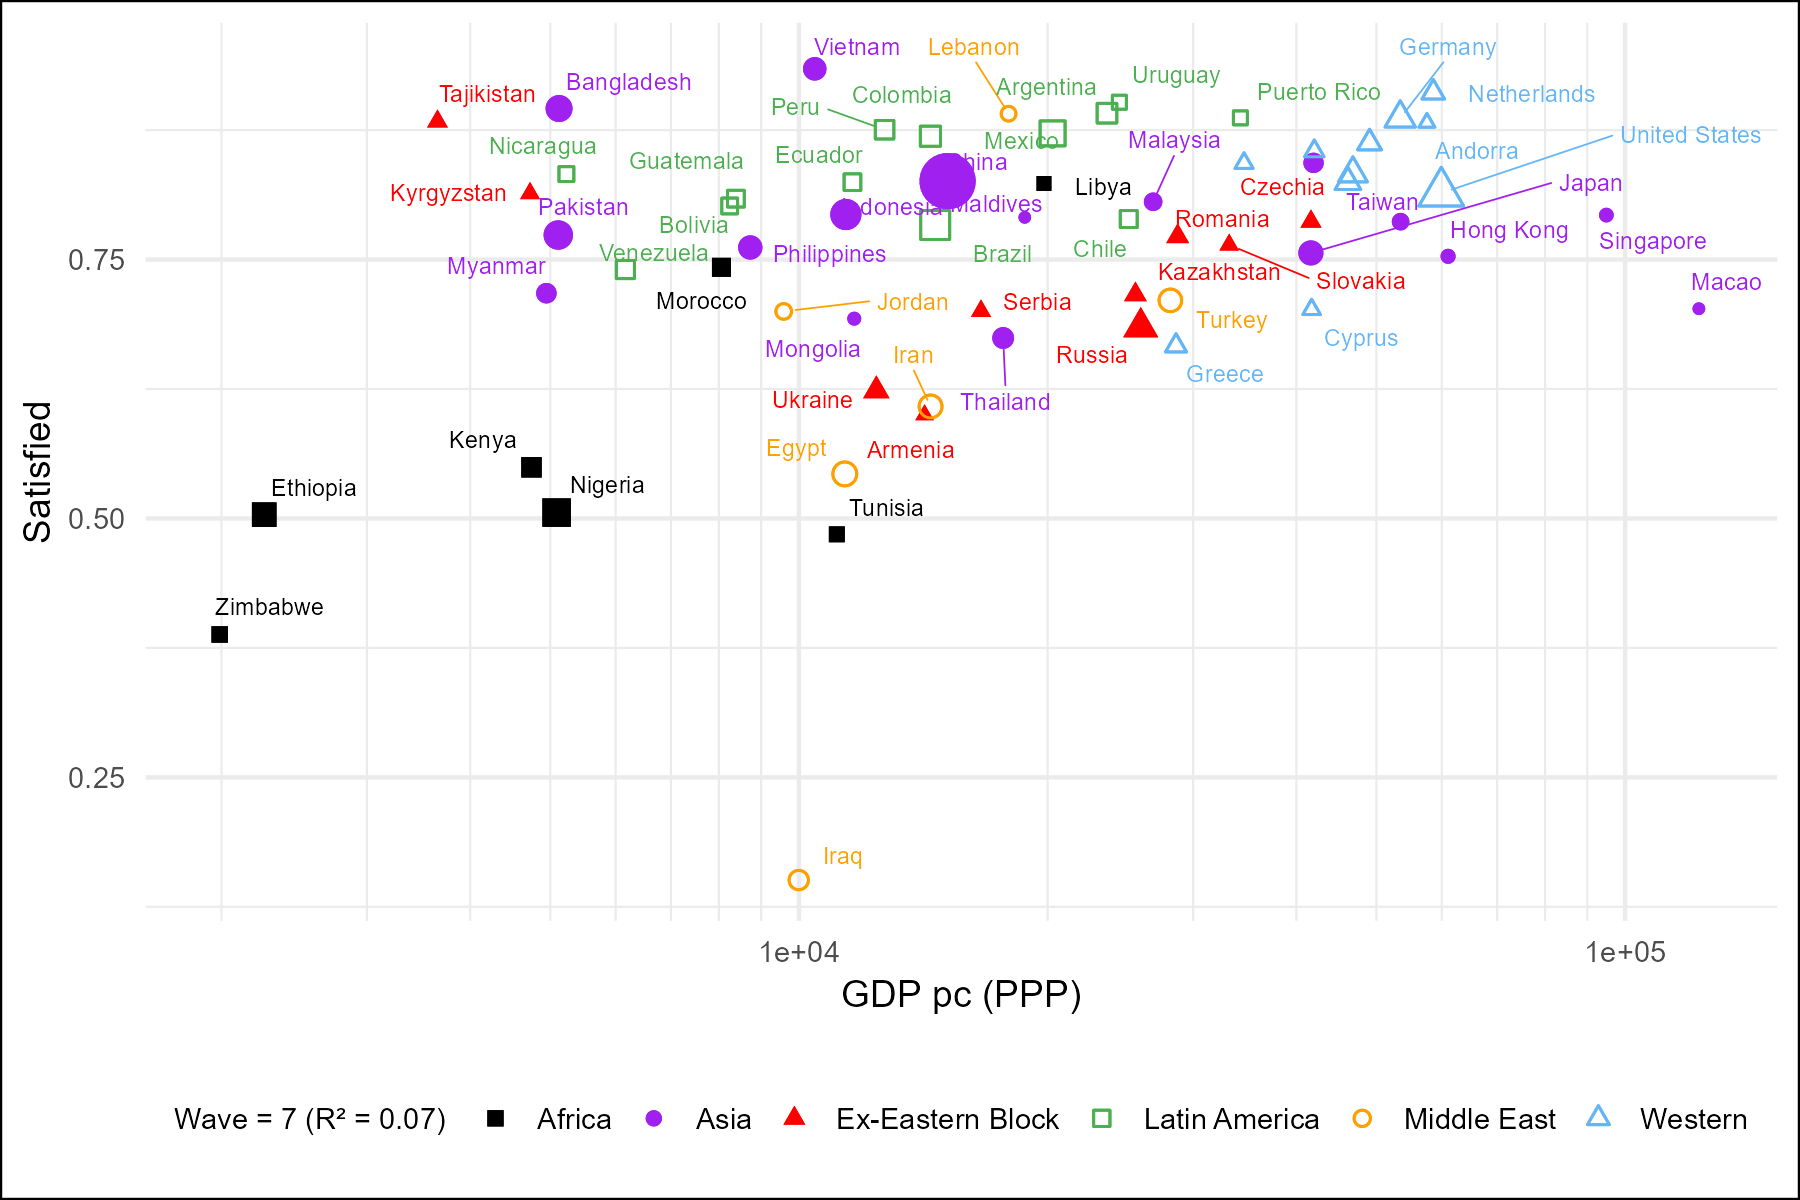 Vietnam
Lebanon
Germany
Tajikistan
Bangladesh
Peru
Colombia
Argentina
Uruguay
Puerto Rico
Netherlands
Nicaragua
Guatemala
Ecuador
Mexico
Malaysia
United States
Andorra
Kyrgyzstan
China
Libya
Czechia
Japan
Pakistan
Bolivia
Indonesia
Maldives
Romania
Taiwan
Hong Kong
Singapore
Venezuela
Philippines
Brazil
Chile
0.75
Myanmar
Kazakhstan
Slovakia
Macao
Morocco
Jordan
Serbia
Turkey
Mongolia
Iran
Russia
Cyprus
Greece
Ukraine
Thailand
Kenya
Egypt
Armenia
Ethiopia
Nigeria
Tunisia
0.50
Satisfied
Zimbabwe
0.25
Iraq
1e+04
1e+05
GDP pc (PPP)
Wave = 7 (R² = 0.07) Africa Asia Ex-Eastern Block Latin America Middle East Western